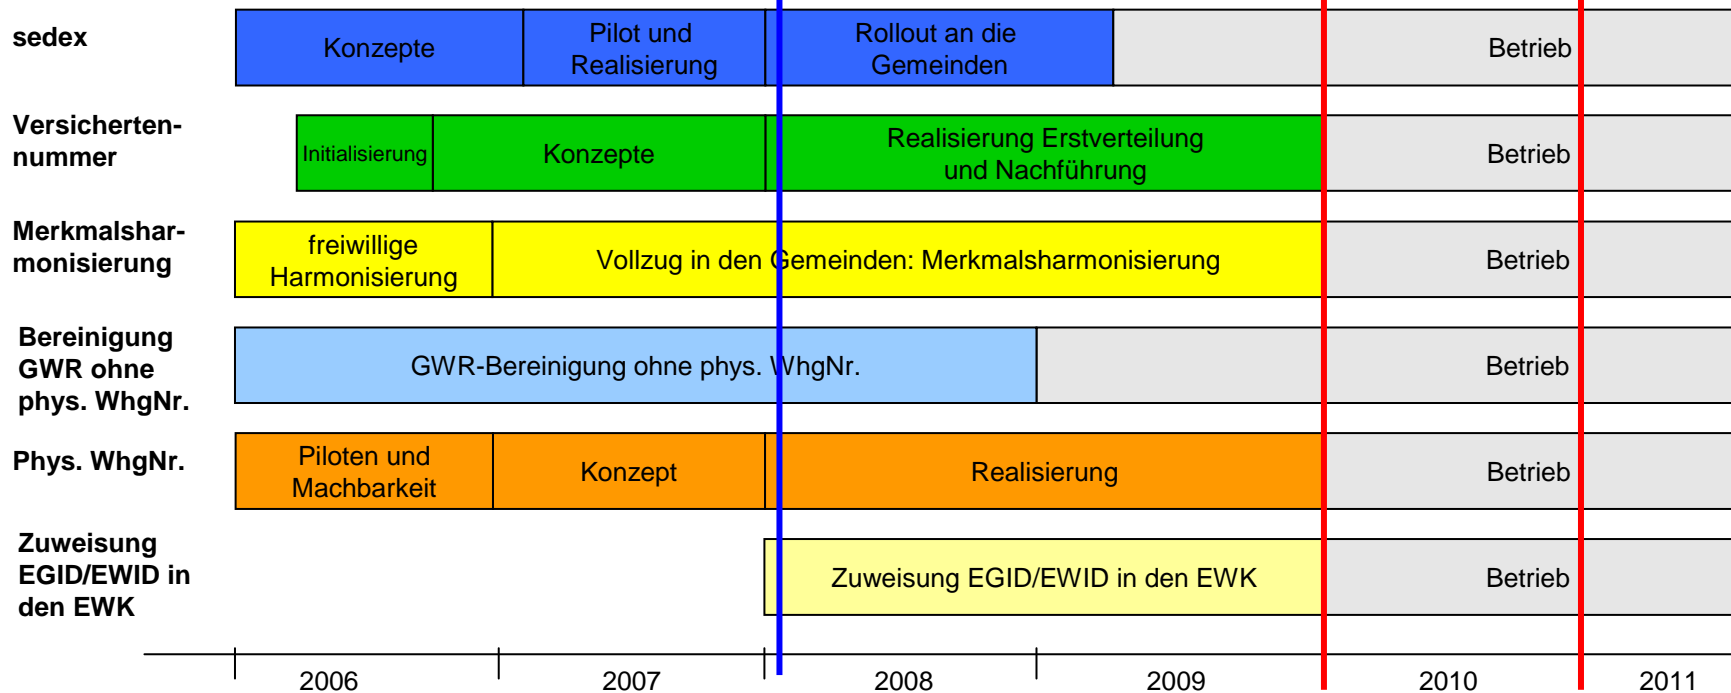 sedex
Konzepte
Pilot und
Realisierung
Rollout an die
Gemeinden
Betrieb
Versicherten-
nummer
Initialisierung
Konzepte
Realisierung Erstverteilung
und Nachführung
Betrieb
Merkmalshar-
monisierung
freiwillige
Harmonisierung
Vollzug in den Gemeinden: Merkmalsharmonisierung
Betrieb
Bereinigung
GWR ohne
phys. WhgNr.
GWR-Bereinigung ohne phys. WhgNr.
Betrieb
Phys. WhgNr.
Piloten und
Machbarkeit
Konzept
Realisierung
Betrieb
Zuweisung
EGID/EWID in
den EWK
Zuweisung EGID/EWID in den EWK
Betrieb
2006 2007 2008 2009 2010 2011